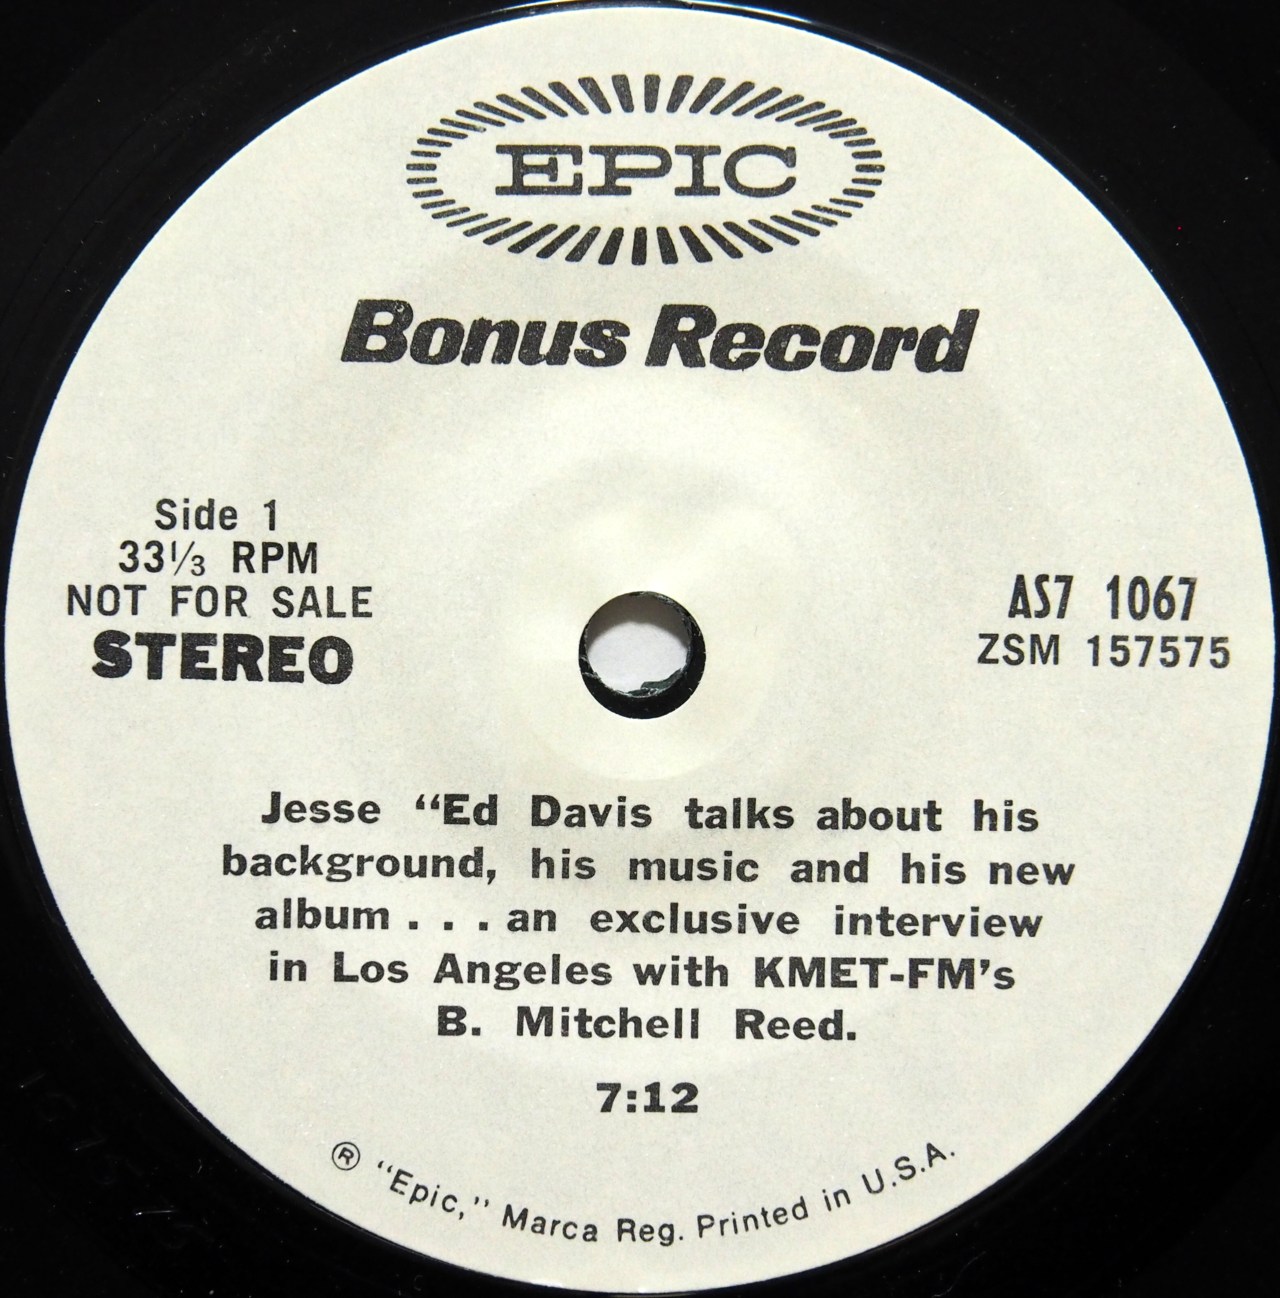 EPIC
Bonus Record
Side 1
33⅓ RPM
NOT FOR SALE
STEREO
AS7 1067
ZSM 157575
Jesse “Ed Davis talks about his
background, his music and his new
album . . . an exclusive interview
in Los Angeles with KMET-FM’s
B. Mitchell Reed.
7:12
® “Epic,” Marca Reg. Printed in U.S.A.